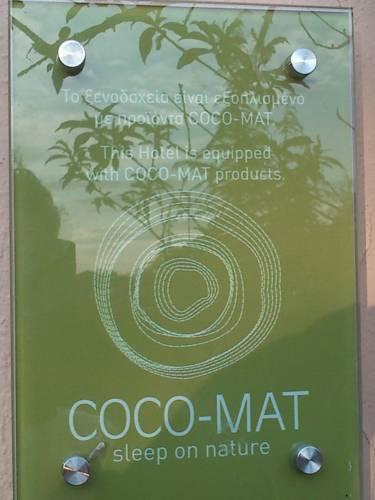 Το ξενοδοχείο είναι εξοπλισμένο
με προϊόντα COCO-MAT.
This Hotel is equipped
with COCO-MAT products.
COCO-MAT
sleep on nature